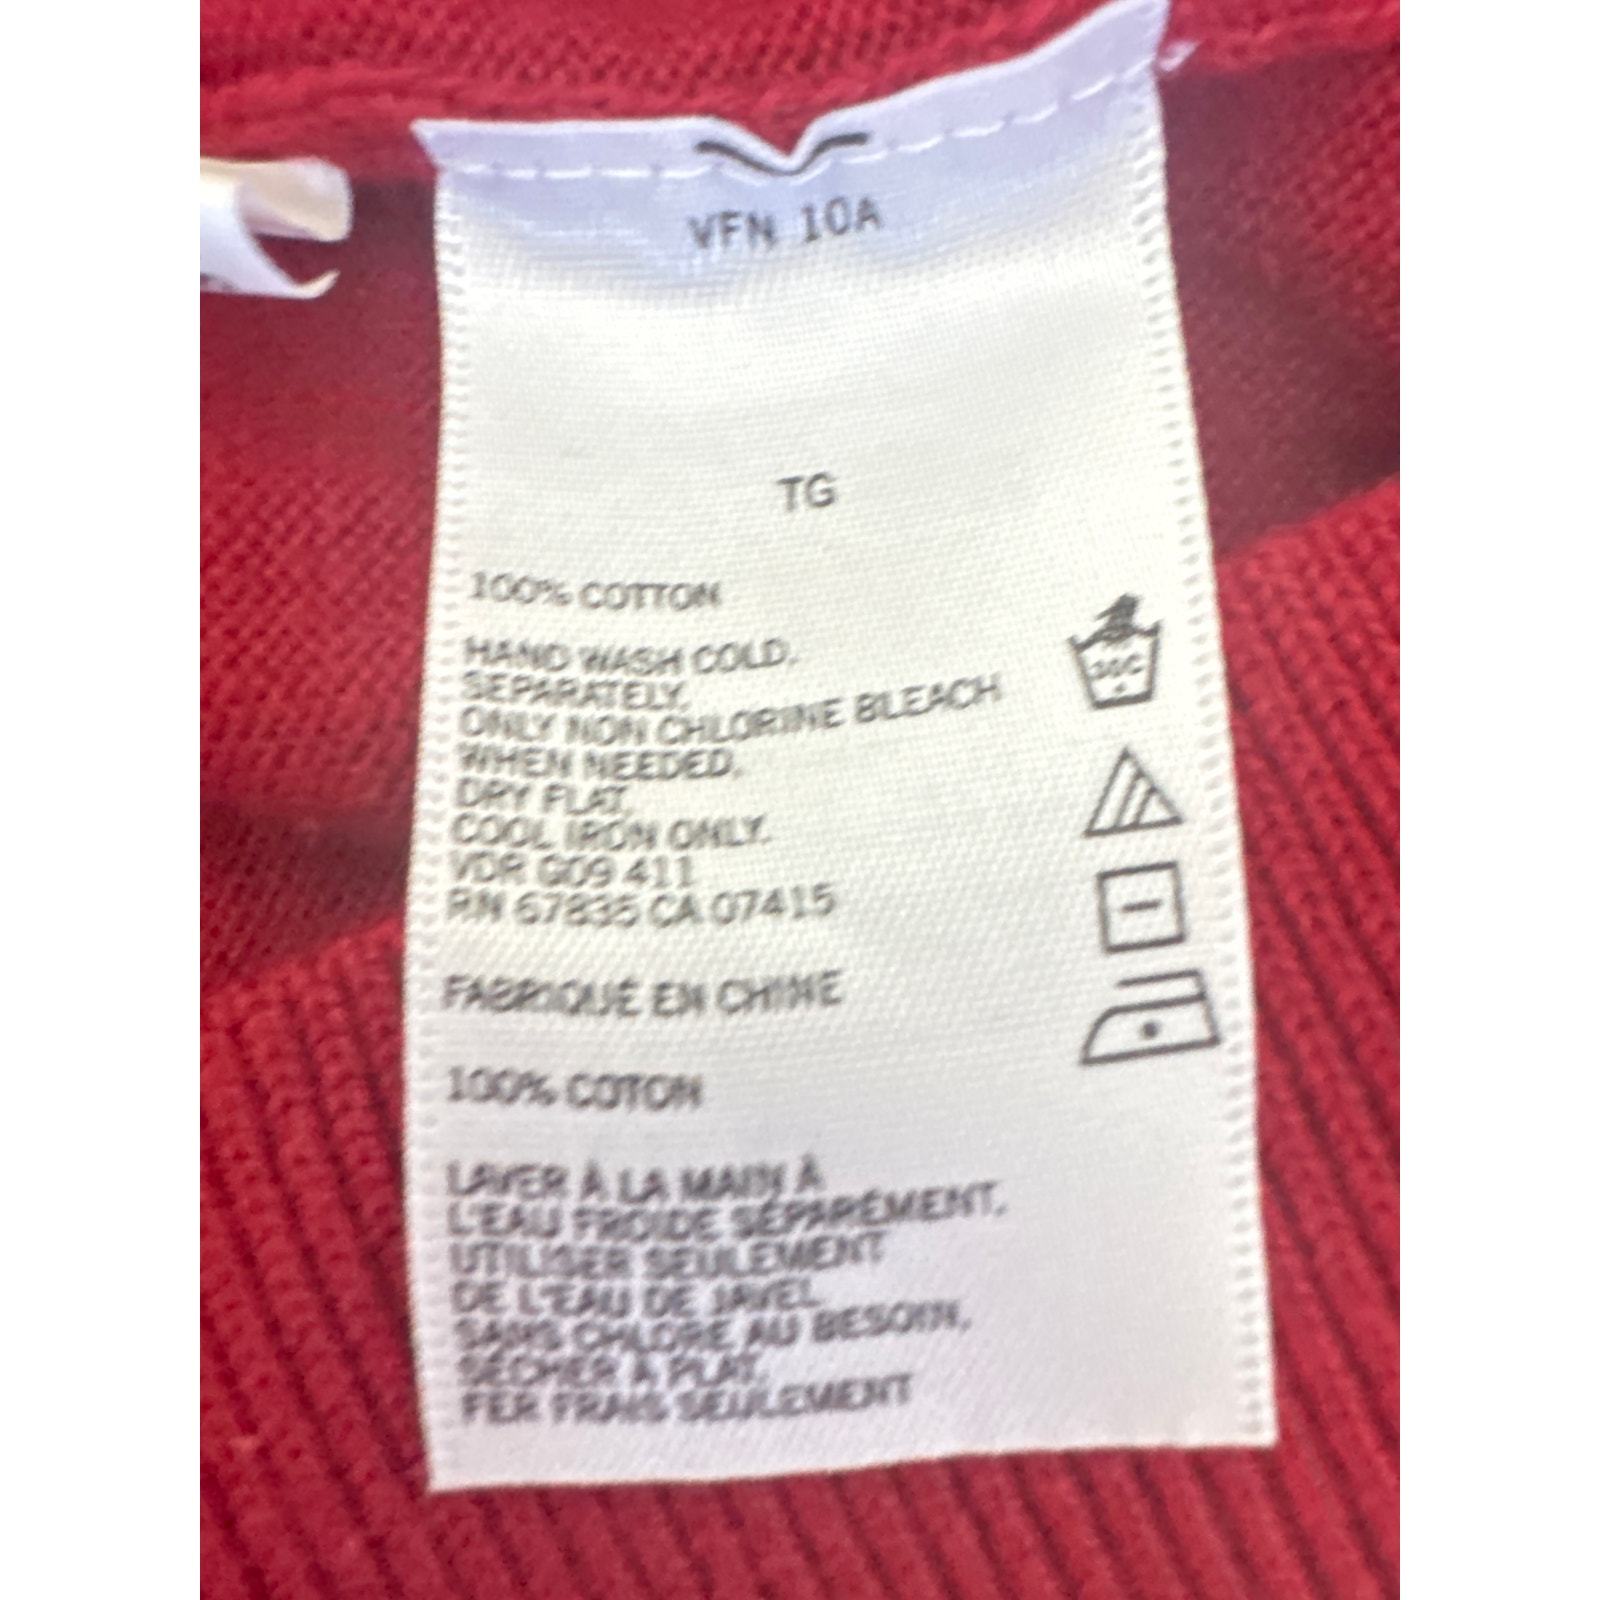 VFN 10A
TG
100% COTTON
HAND WASH COLD.
SEPARATELY.
ONLY NON CHLORINE BLEACH
WHEN NEEDED.
DRY FLAT.
COOL IRON ONLY.
VDR G09 411
RN 67835 CA 07415
30C
FABRIQUÉ EN CHINE
100% COTON
LAVER À LA MAIN À
L'EAU FROIDE SÉPARÉMENT.
UTILISER SEULEMENT
DE L'EAU DE JAVEL
SANS CHLORE AU BESOIN.
SÉCHER À PLAT.
FER FRAIS SEULEMENT